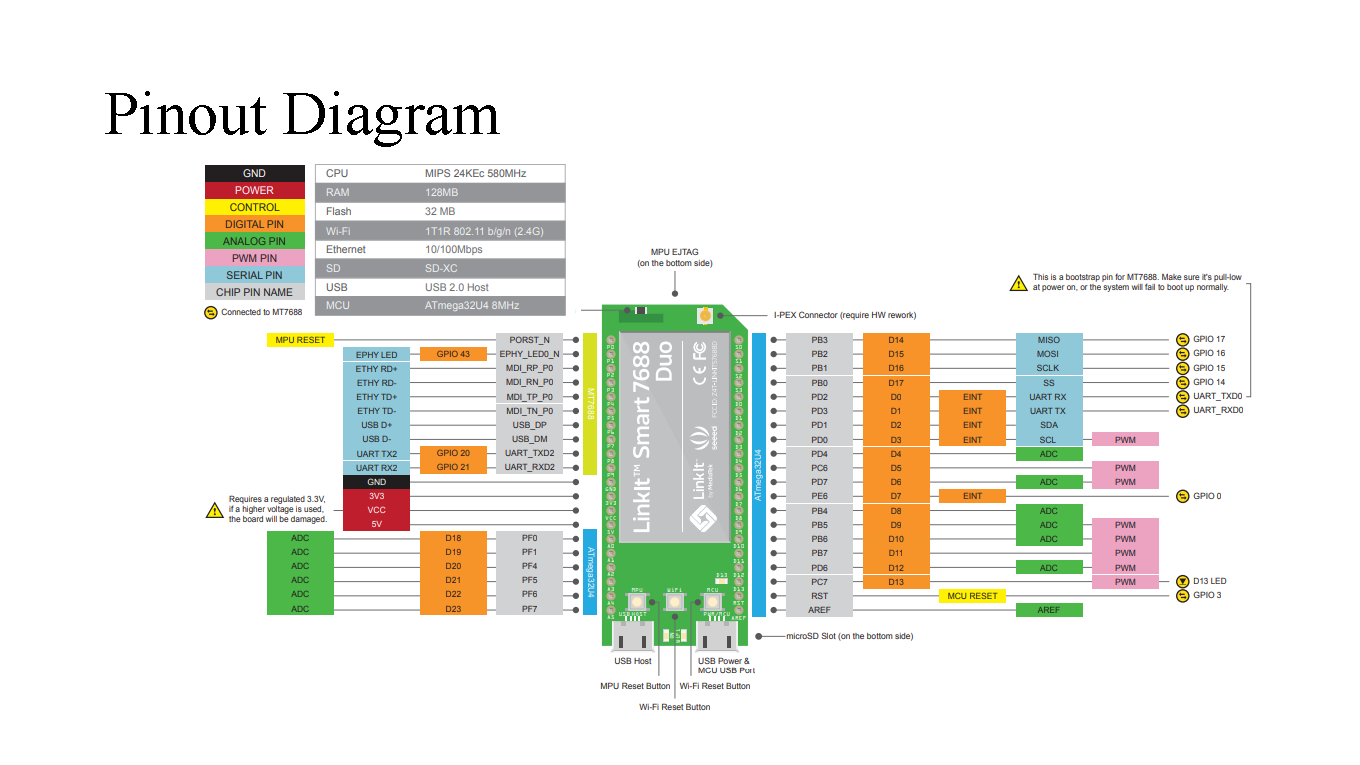 Pinout Diagram
GND
POWER
CONTROL
DIGITAL PIN
ANALOG PIN
PWM PIN
SERIAL PIN
CHIP PIN NAME
Connected to MT7688
CPU MIPS 24KEc 580MHz
RAM 128MB
Flash 32 MB
Wi-Fi 1T1R 802.11 b/g/n (2.4G)
Ethernet 10/100Mbps
SD SD-XC
USB USB 2.0 Host
MCU ATmega32U4 8MHz
MPU EJTAG
(on the bottom side)
This is a bootstrap pin for MT7688. Make sure it's pull-low
at power on, or the system will fail to boot up normally.
I-PEX Connector (require HW rework)
MPU RESET PORST_N
EPHY LED GPIO 43 EPHY_LED0_N
ETHY RD+ MDI_RP_P0
ETHY RD- MDI_RN_P0
ETHY TD+ MDI_TP_P0
ETHY TD- MDI_TN_P0
USB D+ USB_DP
USB D- USB_DM
UART TX2 GPIO 20 UART_TXD2
UART RX2 GPIO 21 UART_RXD2
GND
3V3
VCC
5V
Requires a regulated 3.3V,
if a higher voltage is used,
the board will be damaged.
ADC D18 PF0
ADC D19 PF1
ADC D20 PF4
ADC D21 PF5
ADC D22 PF6
ADC D23 PF7
MT7688
ATmega32U4
LinkIt™ Smart 7688
Duo
LinkIt
by MediaTek
seeed
CE FC
ATmega32U4
PB3 D14 MISO GPIO 17
PB2 D15 MOSI GPIO 16
PB1 D16 SCLK GPIO 15
PB0 D17 SS GPIO 14
PD2 D0 EINT UART RX UART_TXD0
PD3 D1 EINT UART TX UART_RXD0
PD1 D2 EINT SDA
PD0 D3 EINT SCL PWM
PD4 D4 ADC
PC6 D5 PWM
PD7 D6 ADC PWM
PE6 D7 EINT GPIO 0
PB4 D8 ADC
PB5 D9 ADC PWM
PB6 D10 ADC PWM
PB7 D11 PWM
PD6 D12 ADC PWM
PC7 D13 PWM D13 LED
RST MCU RESET GPIO 3
AREF AREF
MPU WiFi MCU
USB HOST PWR/MCU
microSD Slot (on the bottom side)
USB Host
USB Power &
MCU USB Port
MPU Reset Button
Wi-Fi Reset Button
Wi-Fi Reset Button